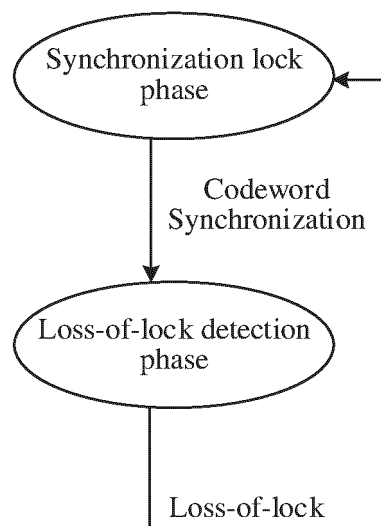 Synchronization lock
phase
Codeword
Synchronization
Loss-of-lock detection
phase
Loss-of-lock